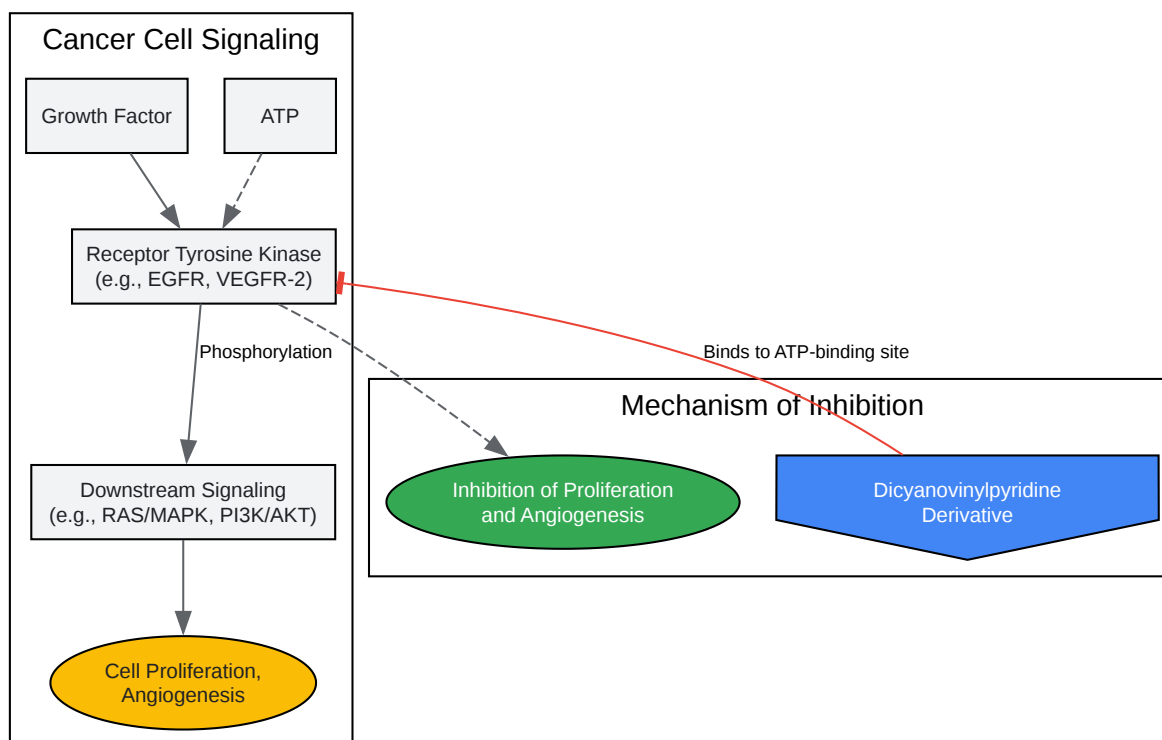 Cancer Cell Signaling
Growth Factor
ATP
Receptor Tyrosine Kinase
(e.g., EGFR, VEGFR-2)
Phosphorylation
Binds to ATP-binding site
Mechanism of Inhibition
Downstream Signaling
(e.g., RAS/MAPK, PI3K/AKT)
Inhibition of Proliferation
and Angiogenesis
Dicyanovinylpyridine
Derivative
Cell Proliferation,
Angiogenesis